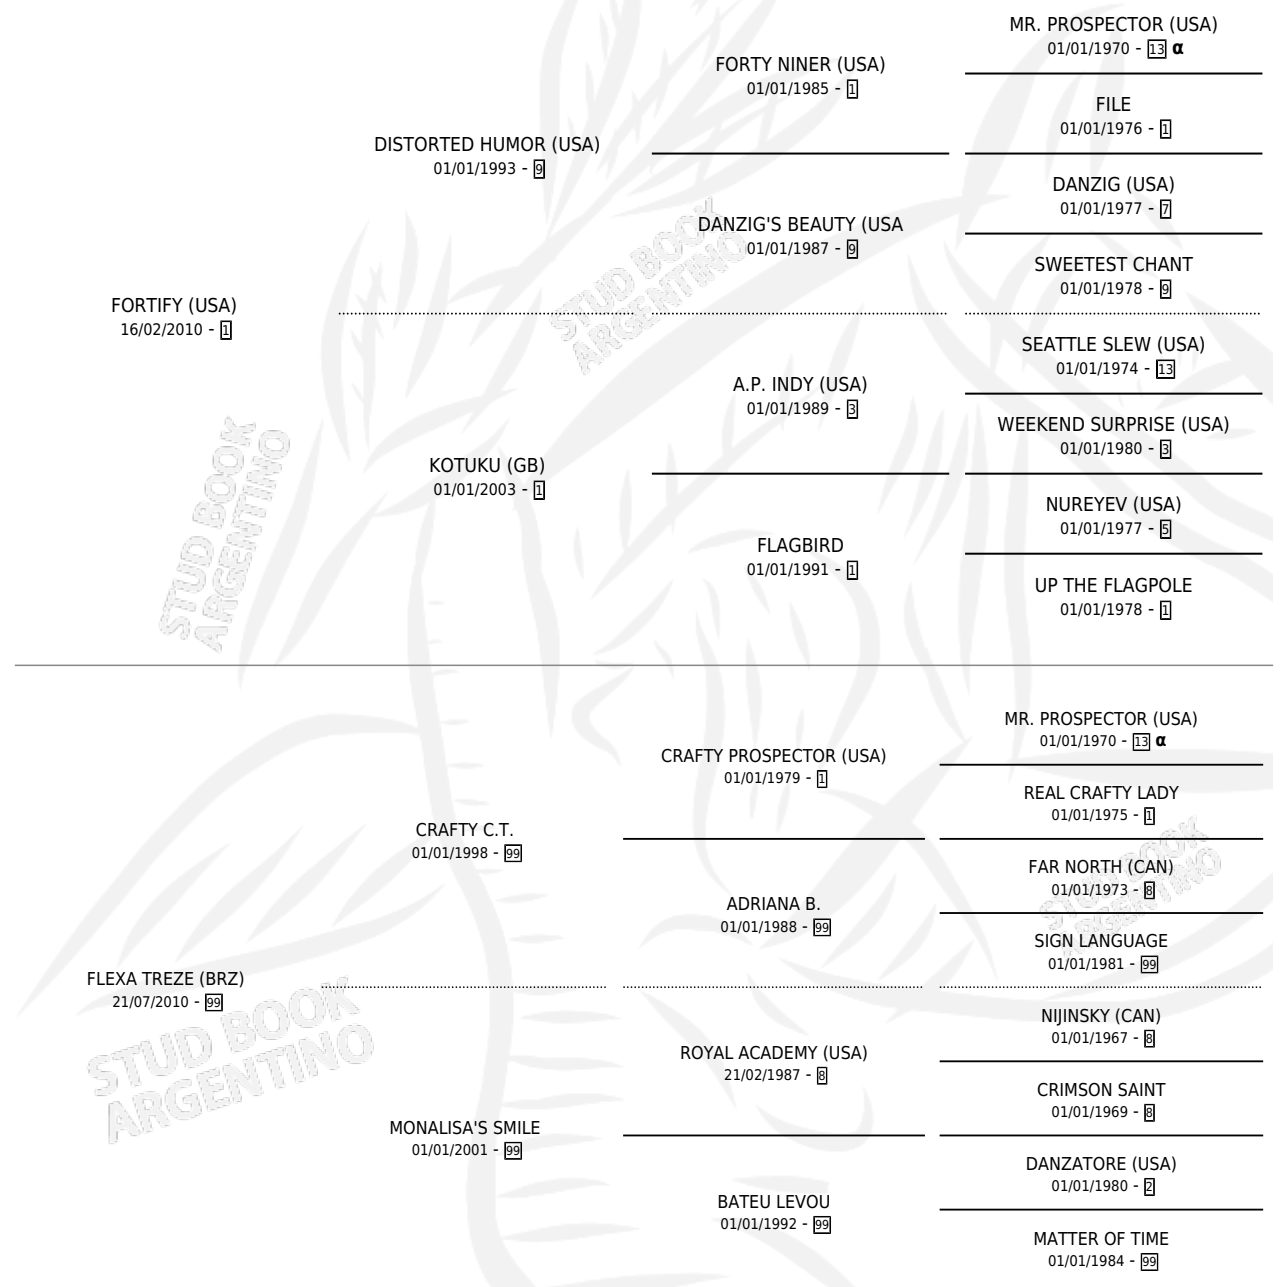 MR. PROSPECTOR (USA)
01/01/1970 - 13 α
FORTY NINER (USA)
01/01/1985 - 1
FILE
01/01/1976 - 1
DISTORTED HUMOR (USA)
01/01/1993 - 9
DANZIG (USA)
01/01/1977 - 7
DANZIG'S BEAUTY (USA
01/01/1987 - 9
SWEETEST CHANT
01/01/1978 - 9
FORTIFY (USA)
16/02/2010 - 1
SEATTLE SLEW (USA)
01/01/1974 - 13
A.P. INDY (USA)
01/01/1989 - 3
WEEKEND SURPRISE (USA)
01/01/1980 - 3
KOTUKU (GB)
01/01/2003 - 1
NUREYEV (USA)
01/01/1977 - 5
FLAGBIRD
01/01/1991 - 1
UP THE FLAGPOLE
01/01/1978 - 1
MR. PROSPECTOR (USA)
01/01/1970 - 13 α
CRAFTY PROSPECTOR (USA)
01/01/1979 - 1
REAL CRAFTY LADY
01/01/1975 - 1
CRAFTY C.T.
01/01/1998 - 99
FAR NORTH (CAN)
01/01/1973 - 8
ADRIANA B.
01/01/1988 - 99
SIGN LANGUAGE
01/01/1981 - 99
FLEXA TREZE (BRZ)
21/07/2010 - 99
NIJINSKY (CAN)
01/01/1967 - 8
ROYAL ACADEMY (USA)
21/02/1987 - 8
CRIMSON SAINT
01/01/1969 - 8
MONALISA'S SMILE
01/01/2001 - 99
DANZATORE (USA)
01/01/1980 - 2
BATEU LEVOU
01/01/1992 - 99
MATTER OF TIME
01/01/1984 - 99
STUD BOOK
ARGENTINO
STUD BOOK
ARGENTINO
STUD BOOK
ARGENTINO
STUD BOOK
ARGENTINO